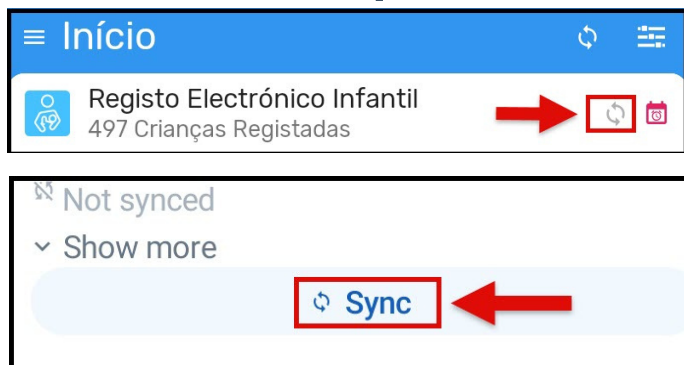 Início
Registo Electrónico Infantil
497 Crianças Registadas
Not synced
Show more
Sync